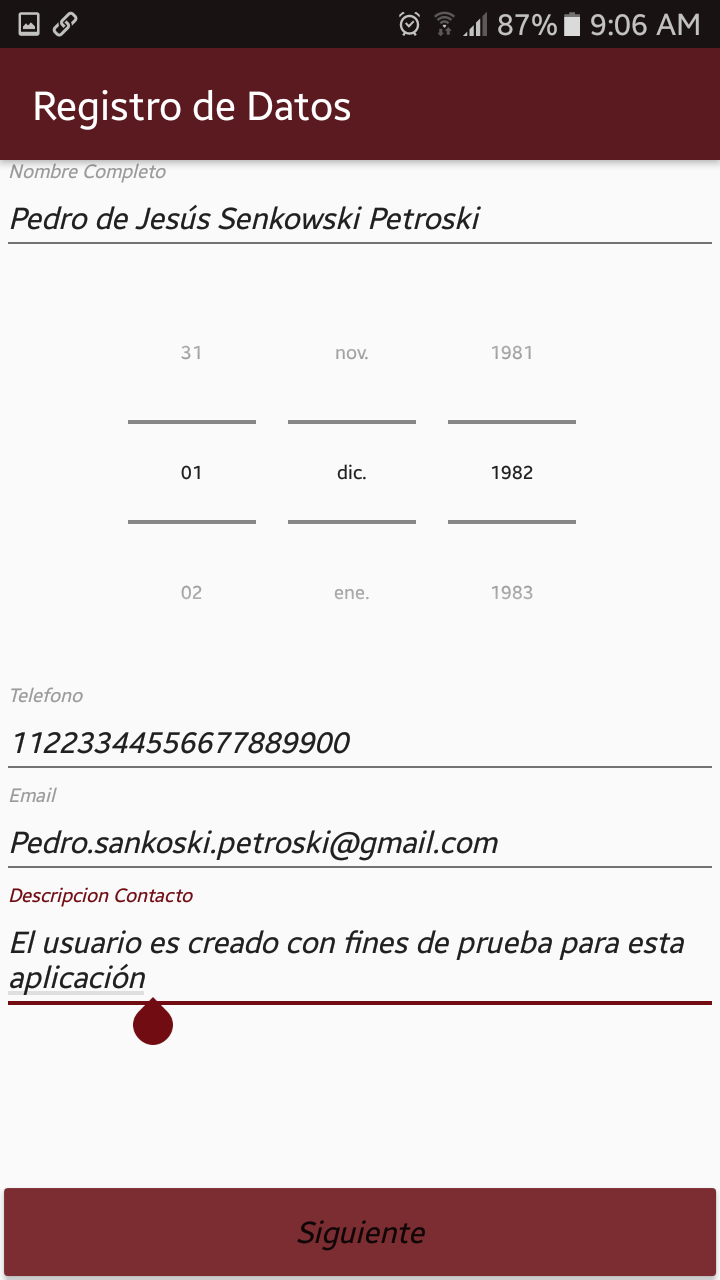 87% 9:06 AM
Registro de Datos
Nombre Completo
Pedro de Jesús Senkowski Petroski
31 nov. 1981
01 dic. 1982
02 ene. 1983
Telefono
11223344556677889900
Email
Pedro.sankoski.petroski@gmail.com
Descripcion Contacto
El usuario es creado con fines de prueba para esta
aplicación
Siguiente